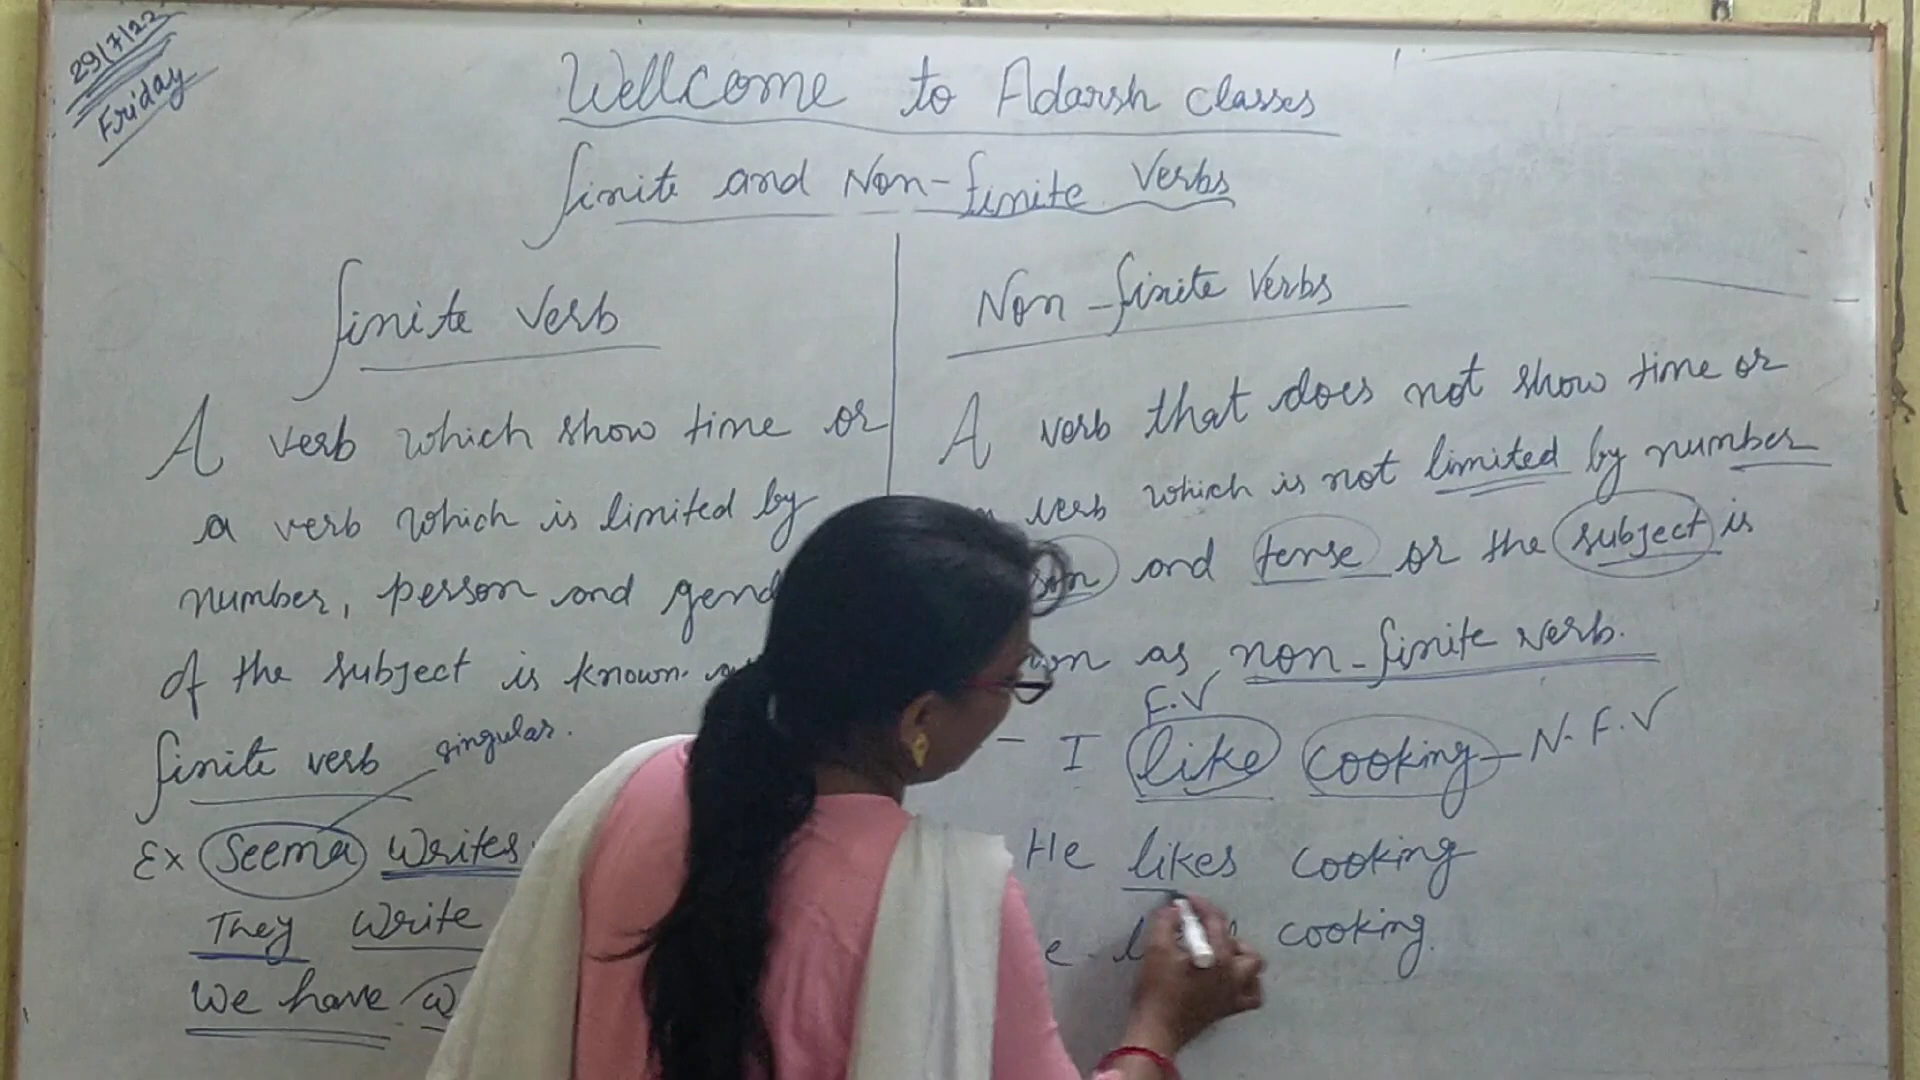 29/7/22
Friday
Wellcome to Adarsh classes
finite and Non-finite Verbs
finite verb
A verb which show time or
a verb which is limited by
number, person and gend
of the subject is known
finite verb
singular.
Ex Seema writes
They write
We have w
Non-finite Verbs
A verb that does not show time or
verb which is not limited by number
son and tense or the subject is
wn as non-finite verb.
F.V
- I like cooking - N.F.V
He likes cooking
e cooking.